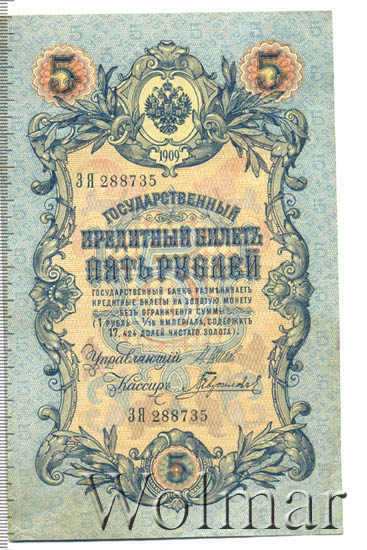 5 5
1909
ЗЯ 288735
ГОСУДАРСТВЕННЫЙ
КРЕДИТНЫЙ БИЛЕТЪ
ПЯТЬ РУБЛЕЙ
ГОСУДАРСТВЕННЫЙ БАНКЪ РАЗМѢНИВАЕТЪ
КРЕДИТНЫЕ БИЛЕТЫ НА ЗОЛОТУЮ МОНЕТУ
БЕЗЪ ОГРАНИЧЕНІЯ СУММЫ
(1 РУБЛЬ = 1/15 ИМПЕРІАЛА, СОДЕРЖИТЪ
17,424 ДОЛЕЙ ЧИСТАГО ЗОЛОТА).
Управляющій
Кассиръ
ЗЯ 288735
5
Wolmar